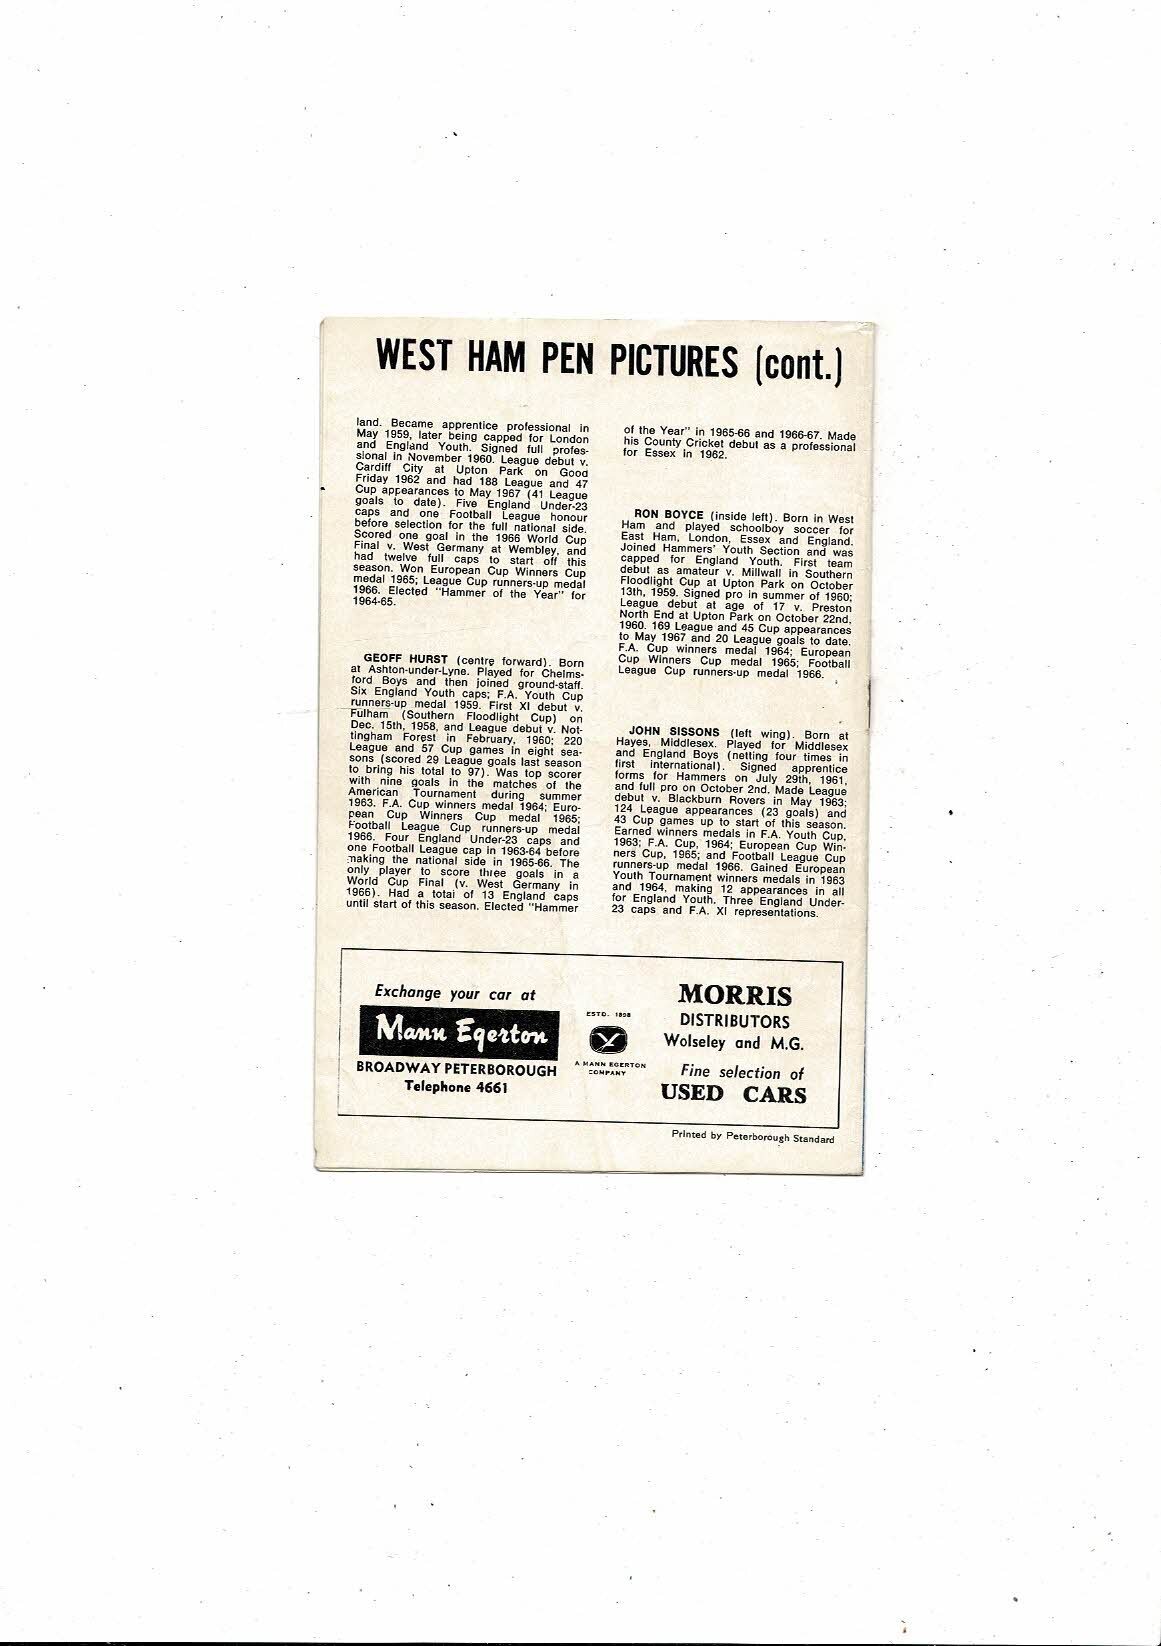 WEST HAM PEN PICTURES (cont.)
land. Became apprentice professional in
May 1959, later being capped for London
and England Youth. Signed full profes-
sional in November 1960. League debut v.
Cardiff City at Upton Park on Good
Friday 1962 and had 188 League and 47
Cup appearances to May 1967 (41 League
goals to date). Five England Under-23
caps and one Football League honour
before selection for the full national side.
Scored one goal in the 1966 World Cup
Final v. West Germany at Wembley, and
had twelve full caps to start off this
season. Won European Cup Winners Cup
medal 1965; League Cup runners-up medal
1966. Elected "Hammer of the Year" for
1964-65.
GEOFF HURST (centre forward). Born
at Ashton-under-Lyne. Played for Chelms-
ford Boys and then joined ground-staff.
Six England Youth caps; F.A. Youth Cup
runners-up medal 1959. First XI debut v.
Fulham (Southern Floodlight Cup) on
Dec. 15th, 1958, and League debut v. Not-
tingham Forest in February, 1960; 220
League and 57 Cup games in eight sea-
sons (scored 29 League goals last season
to bring his total to 97). Was top scorer
with nine goals in the matches of the
American Tournament during summer
1963. F.A. Cup winners medal 1964; Euro-
pean Cup Winners Cup medal 1965;
Football League Cup runners-up medal
1966. Four England Under-23 caps and
one Football League cap in 1963-64 before
making the national side in 1965-66. The
only player to score three goals in a
World Cup Final (v. West Germany in
1966). Had a total of 13 England caps
until start of this season. Elected "Hammer
of the Year" in 1965-66 and 1966-67. Made
his County Cricket debut as a professional
for Essex in 1962.
RON BOYCE (inside left). Born in West
Ham and played schoolboy soccer for
East Ham, London, Essex and England.
Joined Hammers' Youth Section and was
capped for England Youth. First team
debut as amateur v. Millwall in Southern
Floodlight Cup at Upton Park on October
13th, 1959. Signed pro in summer of 1960;
League debut at age of 17 v. Preston
North End at Upton Park on October 22nd,
1960. 169 League and 45 Cup appearances
to May 1967 and 20 League goals to date.
F.A. Cup winners medal 1964; European
Cup Winners Cup medal 1965; Football
League Cup runners-up medal 1966.
JOHN SISSONS (left wing). Born at
Hayes, Middlesex. Played for Middlesex
and England Boys (netting four times in
first international). Signed apprentice
forms for Hammers on July 29th, 1961,
and full pro on October 2nd. Made League
debut v. Blackburn Rovers in May 1963;
124 League appearances (23 goals) and
43 Cup games up to start of this season.
Earned winners medals in F.A. Youth Cup,
1963; F.A. Cup, 1964; European Cup Win-
ners Cup, 1965; and Football League Cup
runners-up medal 1966. Gained European
Youth Tournament winners medals in 1963
and 1964, making 12 appearances in all
for England Youth. Three England Under-
23 caps and F.A. XI representations.
Exchange your car at
Mann Egerton
BROADWAY PETERBOROUGH
Telephone 4661
ESTD. 1898
A MANN EGERTON
COMPANY
MORRIS
DISTRIBUTORS
Wolseley and M.G.
Fine selection of
USED CARS
Printed by Peterborough Standard